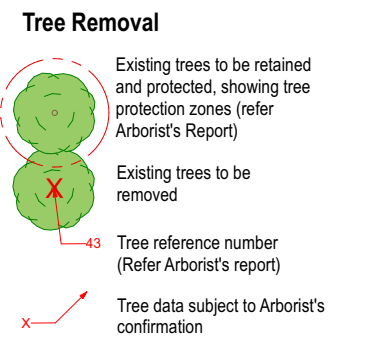 Tree Removal
Existing trees to be retained
and protected, showing tree
protection zones (refer
Arborist's Report)
Existing trees to be
removed
X
43
Tree reference number
(Refer Arborist's report)
Tree data subject to Arborist's
confirmation
X